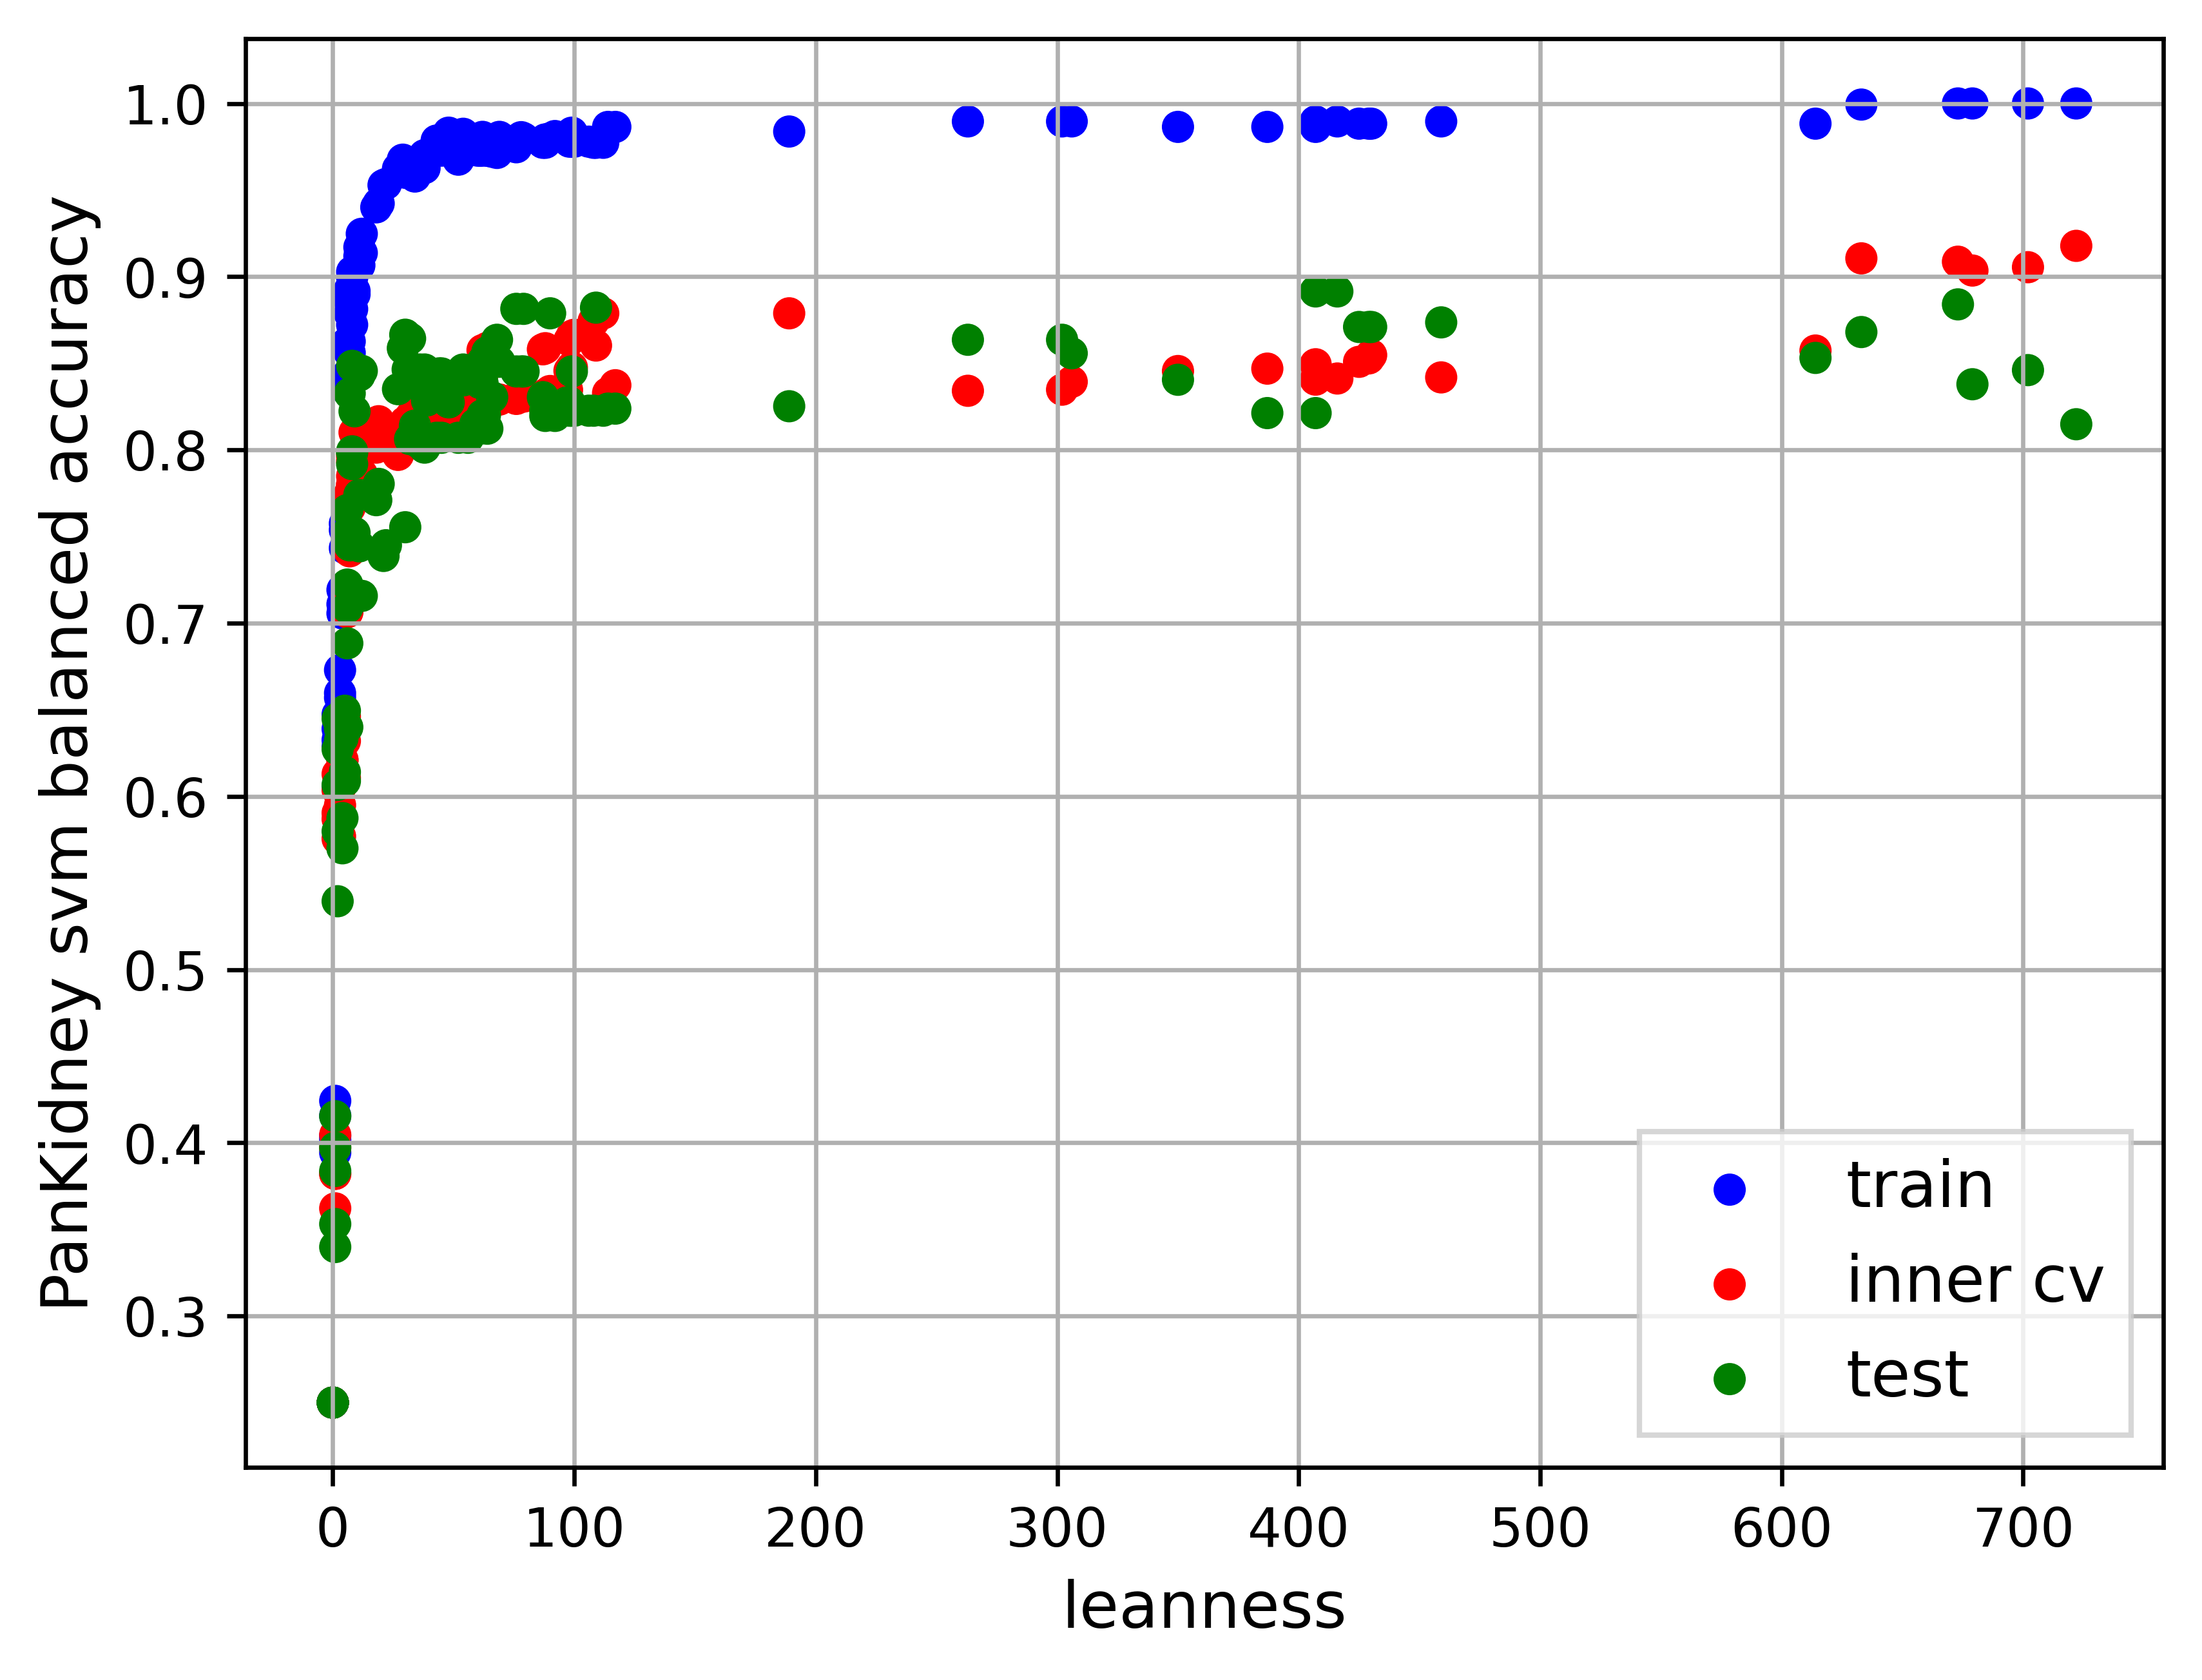 PanKidney svm balanced accuracy
1.0
0.9
0.8
0.7
0.6
0.5
0.4
0.3
0 100 200 300 400 500 600 700
leanness
train
inner cv
test